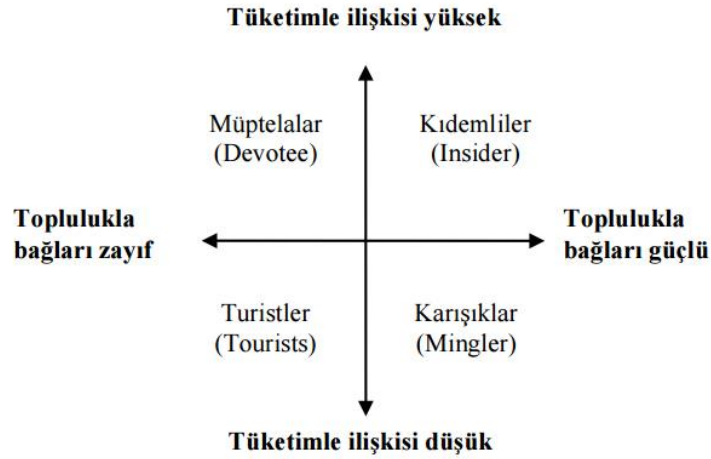 Tüketimle ilişkisi yüksek
Müptelalar
(Devotee)
Kıdemliler
(Insider)
Toplulukla
bağları zayıf
Toplulukla
bağları güçlü
Turistler
(Tourists)
Karışıklar
(Mingler)
Tüketimle ilişkisi düşük